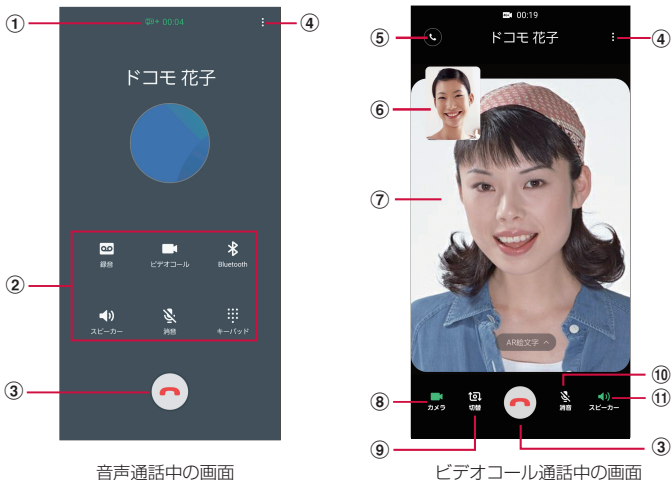 ① 00:04 ④
ドコモ 花子
録音 ビデオコール Bluetooth
②
スピーカー 消音 キーパッド
③
音声通話中の画面
00:19
⑤ ドコモ 花子 ④
⑥
⑦
AR絵文字
⑩
⑧ カメラ 切替 消音 スピーカー ⑪
⑨ ③
ビデオコール通話中の画面